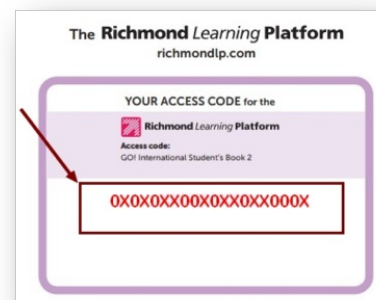 The Richmond Learning Platform
richmondlp.com
YOUR ACCESS CODE for the
Richmond Learning Platform
Access code:
GO! International Student's Book 2
0X0X0XX00X0XX0XX000X